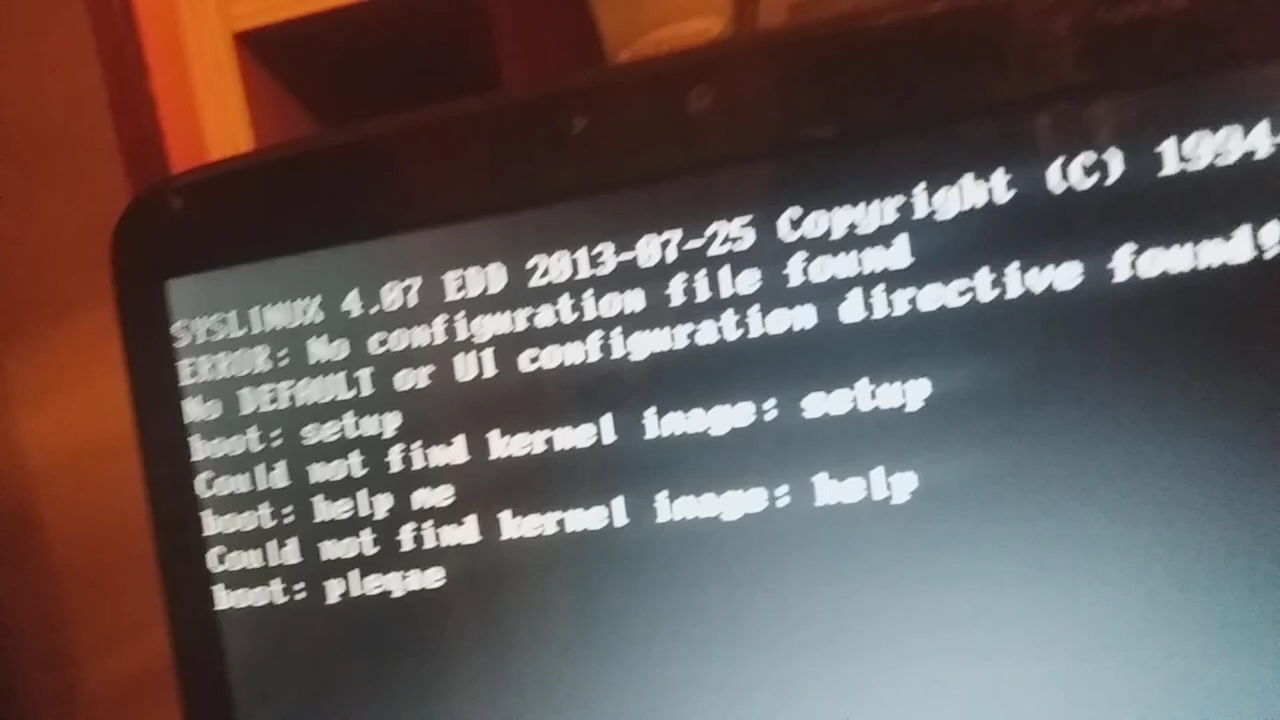 SYSLINUX 4.07 EDD 2013-07-25 Copyright (C) 1994-
ERROR: No configuration file found
No DEFAULT or UI configuration directive found!
boot: setup
Could not find kernel image: setup
boot: help me
Could not find kernel image: help
boot: pleqae